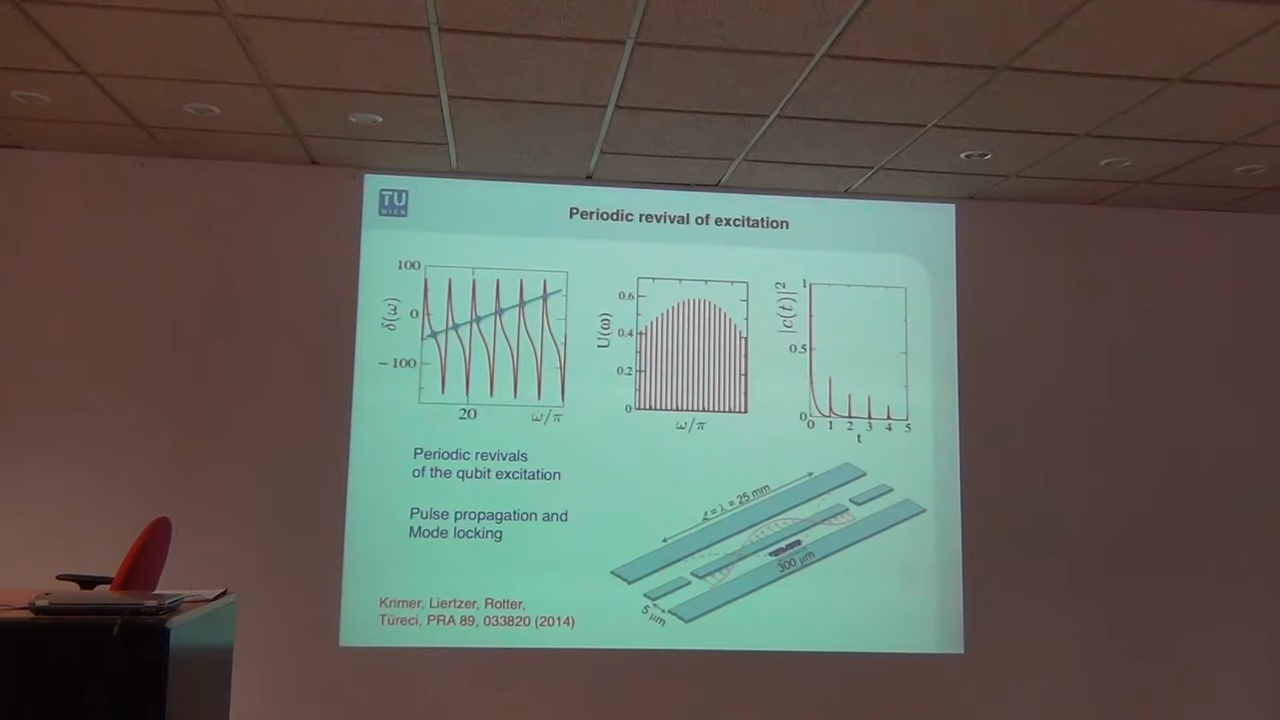 TU
WIEN
Periodic revival of excitation
100
0
− 100
δ(ω)
20
ω/π
0.6
0.4
0.2
0
U(ω)
ω/π
1
0.5
0
|c(t)|²
0 1 2 3 4 5
t
Periodic revivals
of the qubit excitation
Pulse propagation and
Mode locking
= λ = 25 mm
300 µm
5 µm
Krimer, Liertzer, Rotter,
Türeci, PRA 89, 033820 (2014)